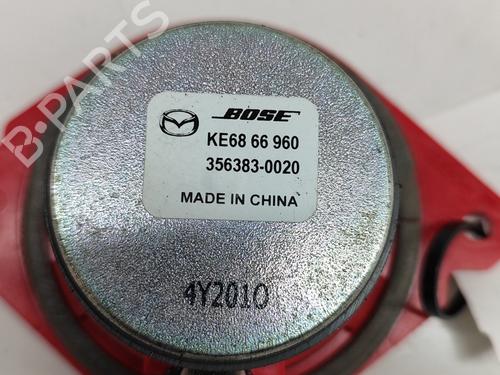 BOSE
KE68 66 960
356383-0020
MADE IN CHINA
4Y2010
B-PARTS